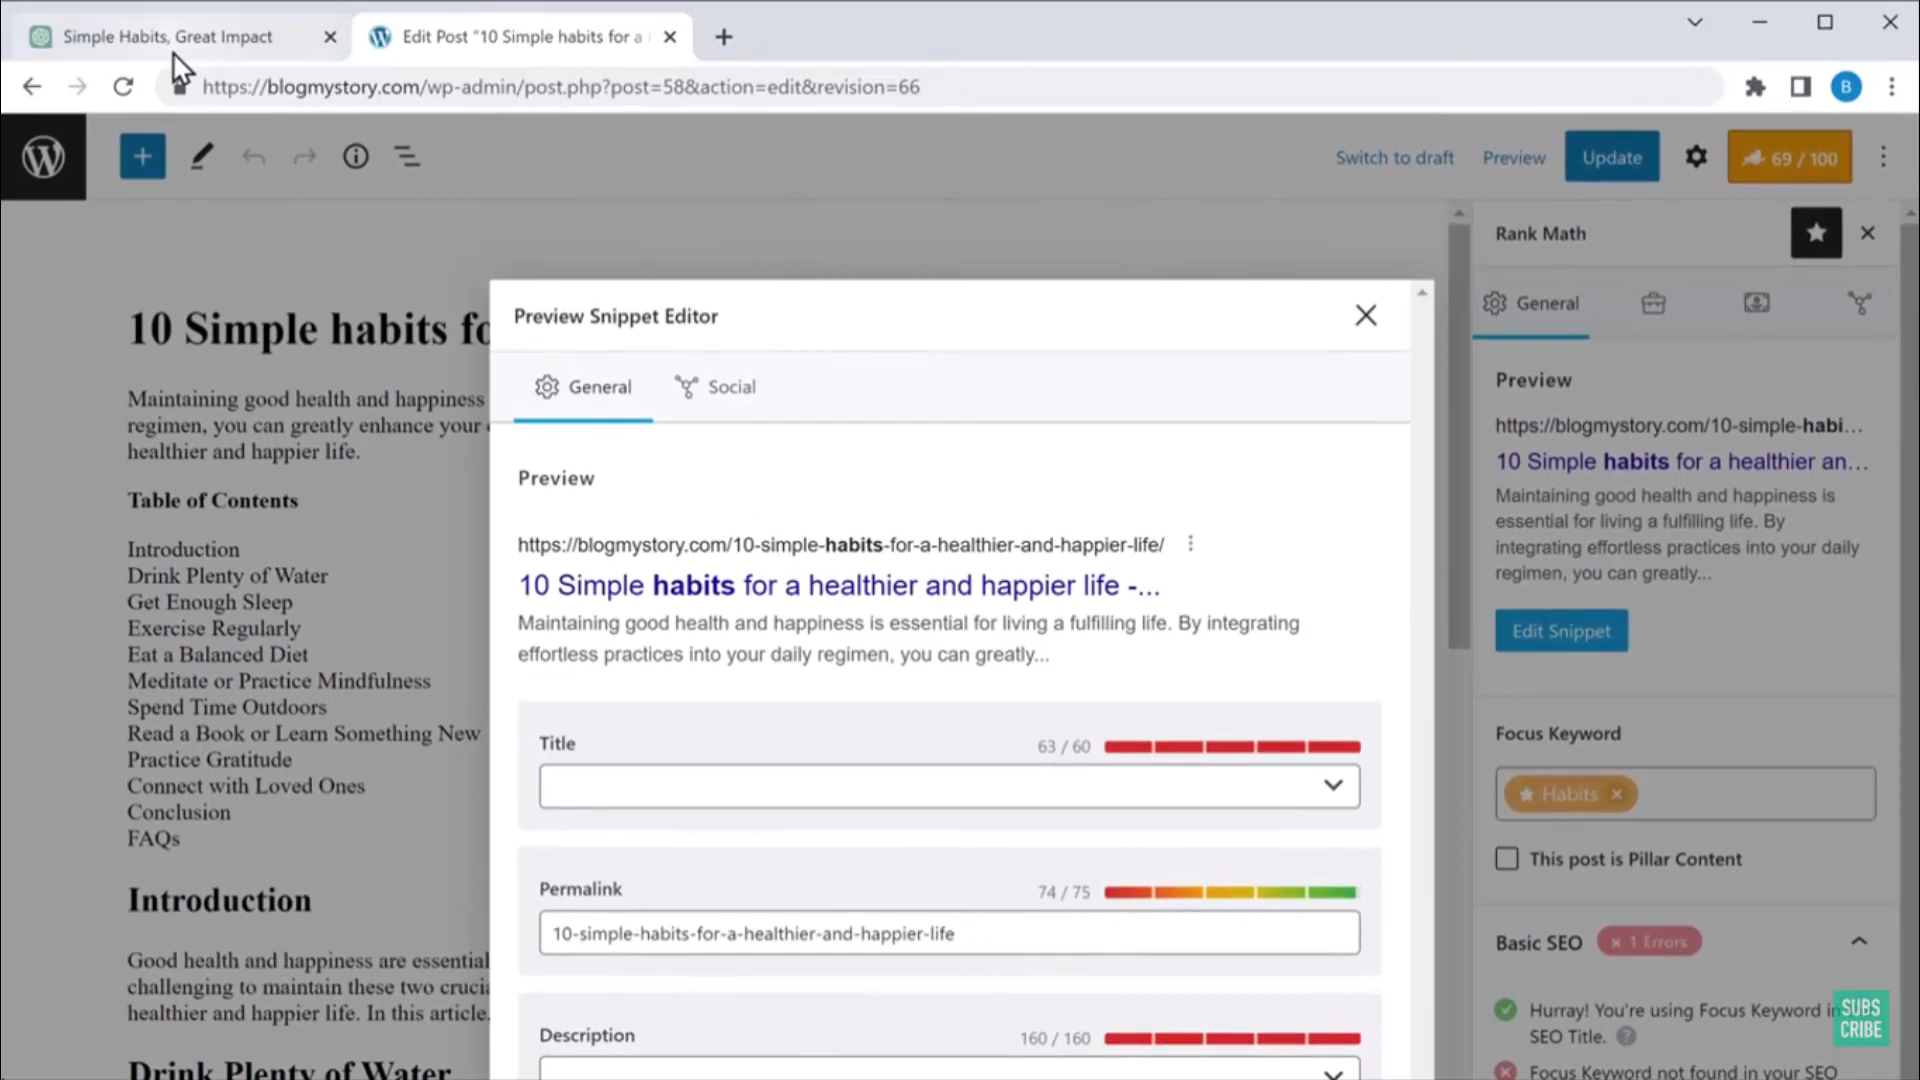 Simple Habits, Great Impact
Edit Post "10 Simple habits for a
https://blogmystory.com/wp-admin/post.php?post=58&action=edit&revision=66
B
Switch to draft
Preview
Update
69 / 100
10 Simple habits fo
Maintaining good health and happiness
regimen, you can greatly enhance your
healthier and happier life.
Table of Contents
Introduction
Drink Plenty of Water
Get Enough Sleep
Exercise Regularly
Eat a Balanced Diet
Meditate or Practice Mindfulness
Spend Time Outdoors
Read a Book or Learn Something New
Practice Gratitude
Connect with Loved Ones
Conclusion
FAQs
Introduction
Good health and happiness are essential
challenging to maintain these two crucia
healthier and happier life. In this article,
Drink Plenty of Water
Preview Snippet Editor
General
Social
Preview
https://blogmystory.com/10-simple-habits-for-a-healthier-and-happier-life/
10 Simple habits for a healthier and happier life -...
Maintaining good health and happiness is essential for living a fulfilling life. By integrating
effortless practices into your daily regimen, you can greatly...
Title
63 / 60
Permalink
74 / 75
10-simple-habits-for-a-healthier-and-happier-life
Description
160 / 160
Rank Math
General
Preview
https://blogmystory.com/10-simple-habi...
10 Simple habits for a healthier an...
Maintaining good health and happiness is
essential for living a fulfilling life. By
integrating effortless practices into your daily
regimen, you can greatly...
Edit Snippet
Focus Keyword
Habits
This post is Pillar Content
Basic SEO
1 Errors
Hurray! You're using Focus Keyword in
SEO Title.
Focus Keyword not found in your SEO
SUBS
CRIBE